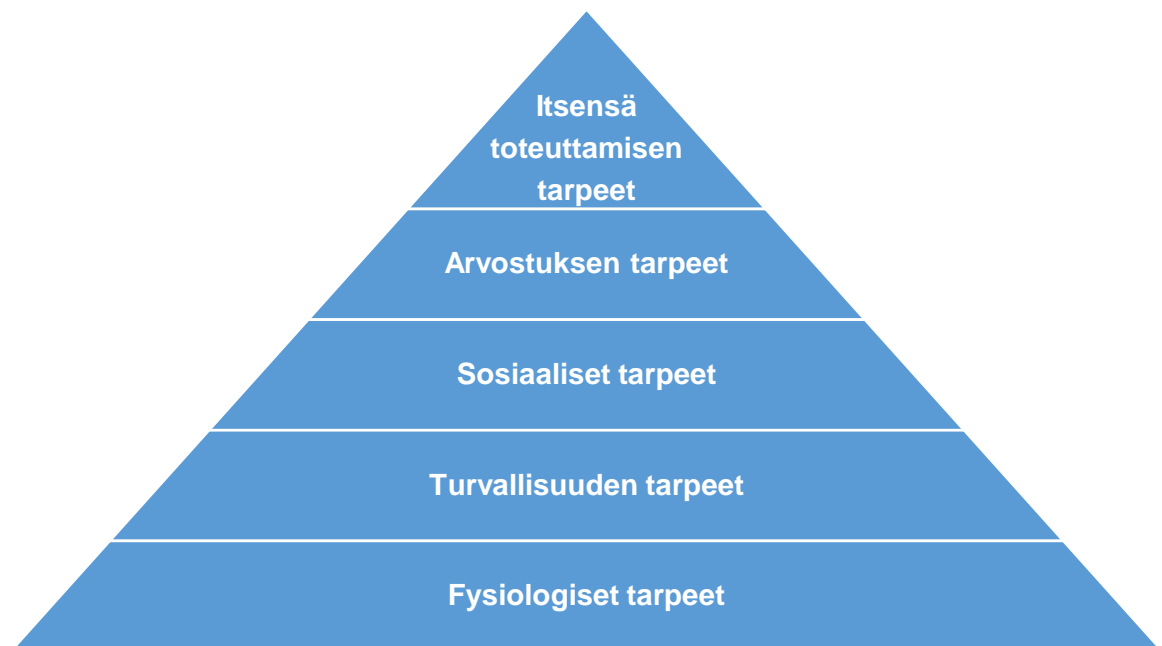 Itsensä
toteuttamisen
tarpeet
Arvostuksen tarpeet
Sosiaaliset tarpeet
Turvallisuuden tarpeet
Fysiologiset tarpeet